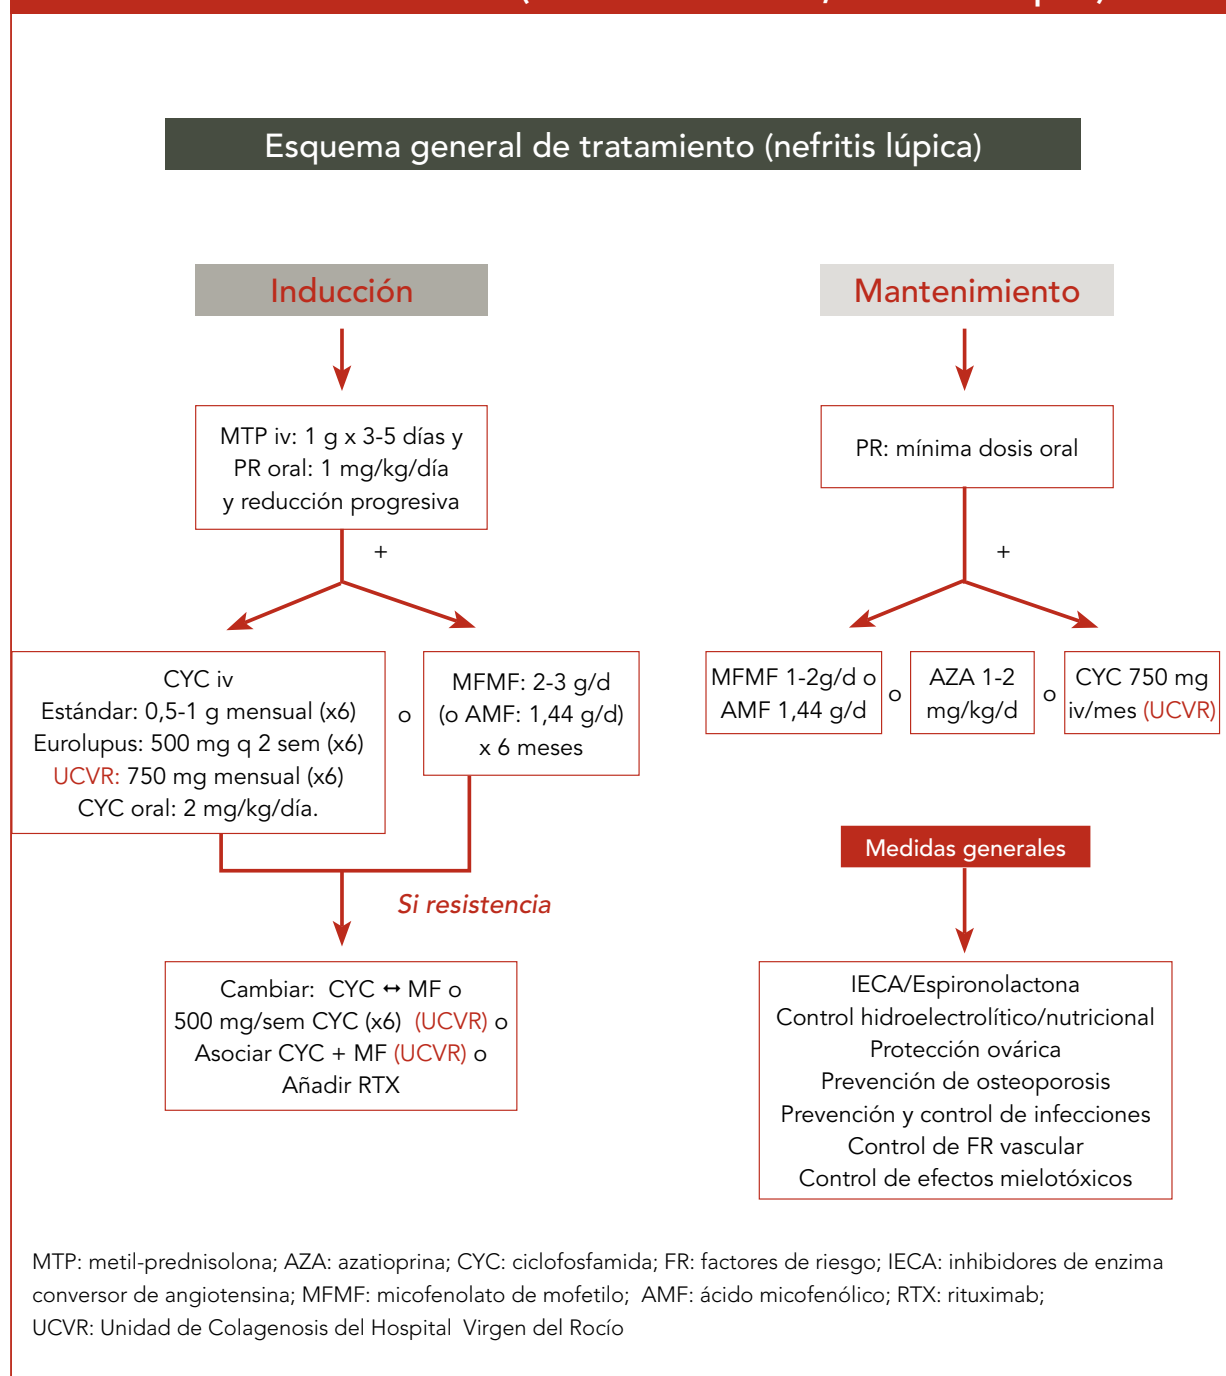 Esquema general de tratamiento (nefritis lúpica)
Inducción
MTP iv: 1 g x 3-5 días y
PR oral: 1 mg/kg/día
y reducción progresiva
+
CYC iv
Estándar: 0,5-1 g mensual (x6)
Eurolupus: 500 mg q 2 sem (x6)
UCVR: 750 mg mensual (x6)
CYC oral: 2 mg/kg/día.
o
MFMF: 2-3 g/d
(o AMF: 1,44 g/d)
x 6 meses
Si resistencia
Cambiar: CYC ↔ MF o
500 mg/sem CYC (x6) (UCVR) o
Asociar CYC + MF (UCVR) o
Añadir RTX
Mantenimiento
PR: mínima dosis oral
+
MFMF 1-2g/d o
AMF 1,44 g/d
o
AZA 1-2
mg/kg/d
o
CYC 750 mg
iv/mes (UCVR)
Medidas generales
IECA/Espironolactona
Control hidroelectrolítico/nutricional
Protección ovárica
Prevención de osteoporosis
Prevención y control de infecciones
Control de FR vascular
Control de efectos mielotóxicos
MTP: metil-prednisolona; AZA: azatioprina; CYC: ciclofosfamida; FR: factores de riesgo; IECA: inhibidores de enzima
conversor de angiotensina; MFMF: micofenolato de mofetilo; AMF: ácido micofenólico; RTX: rituximab;
UCVR: Unidad de Colagenosis del Hospital Virgen del Rocío